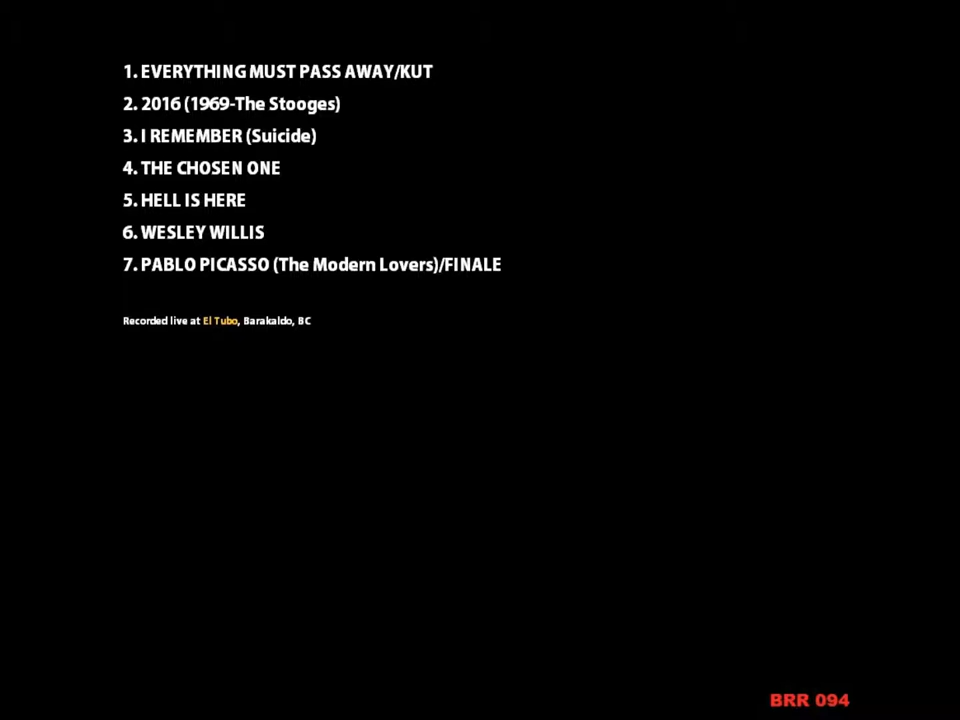 1. EVERYTHING MUST PASS AWAY/KUT
2. 2016 (1969-The Stooges)
3. I REMEMBER (Suicide)
4. THE CHOSEN ONE
5. HELL IS HERE
6. WESLEY WILLIS
7. PABLO PICASSO (The Modern Lovers)/FINALE
Recorded live at El Tubo, Barakaldo, BC
BRR 094